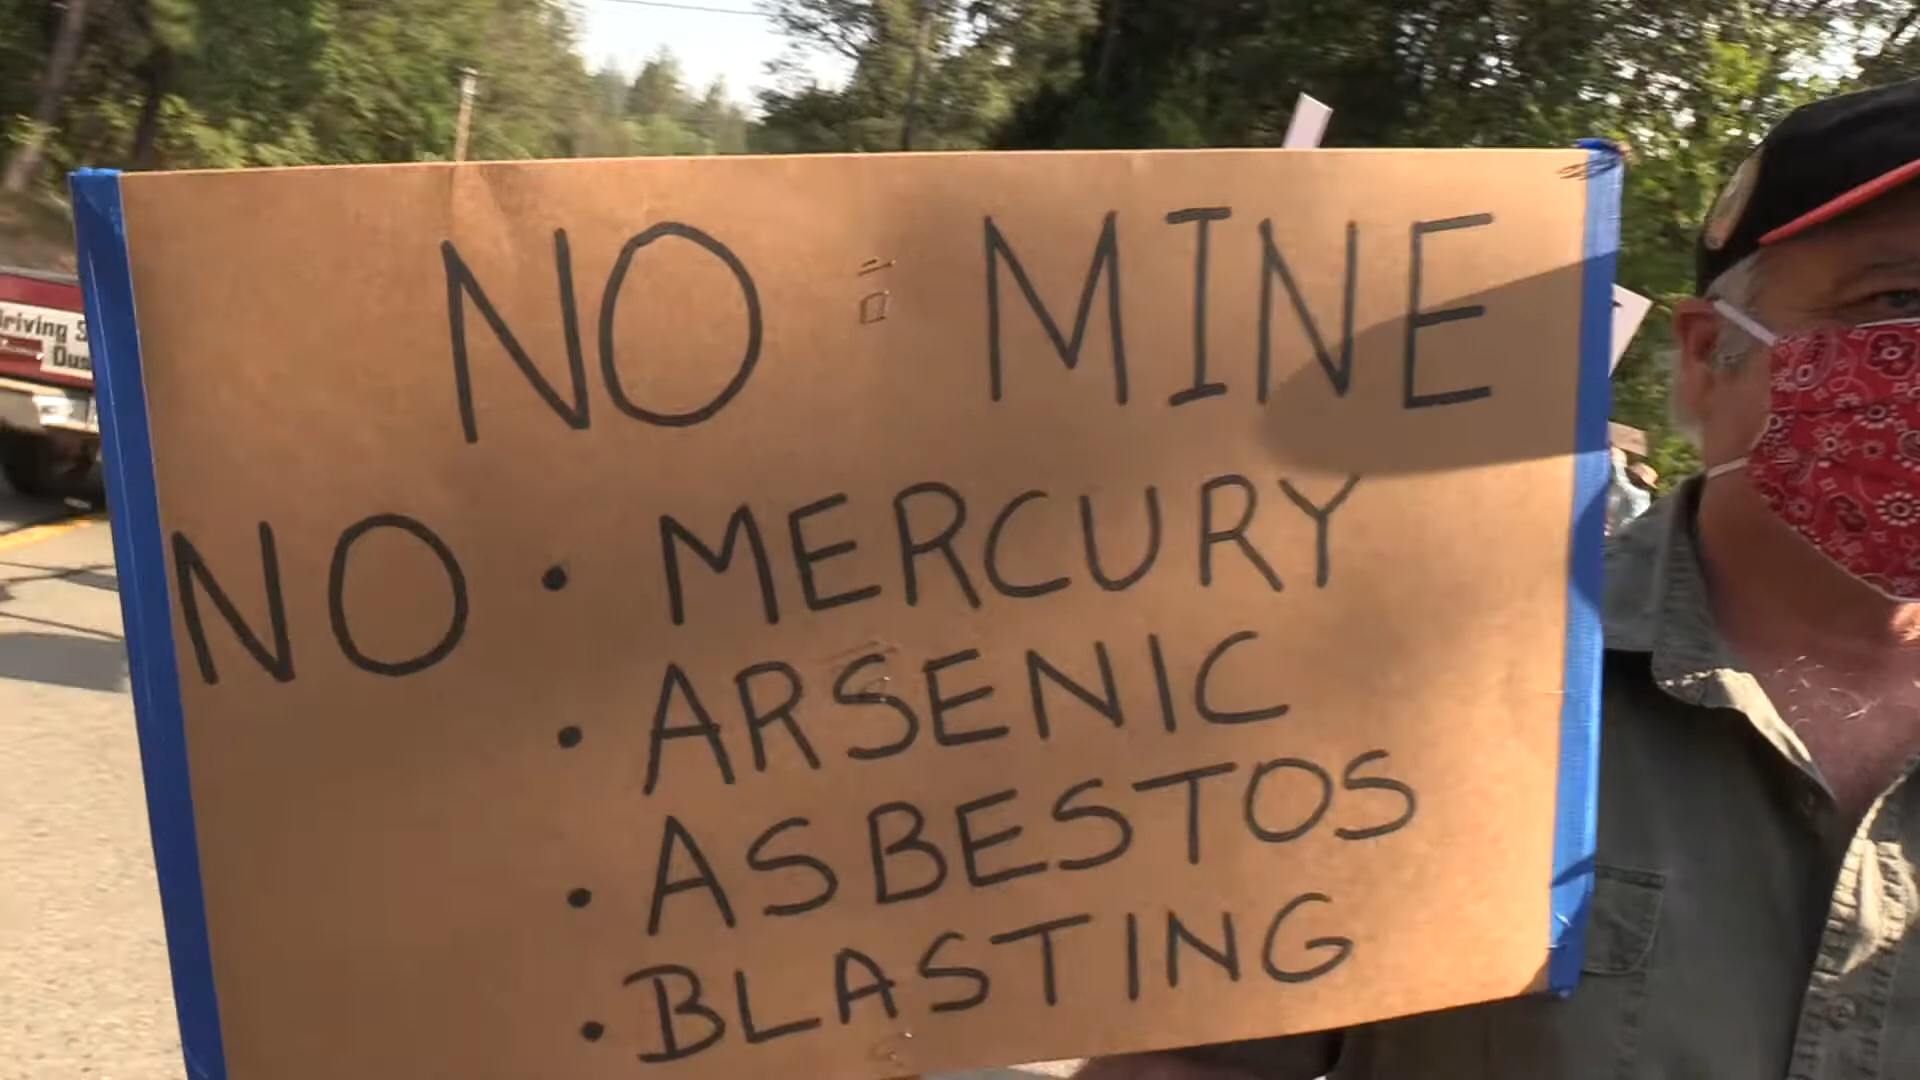 NO MINE
NO • MERCURY
• ARSENIC
• ASBESTOS
• BLASTING